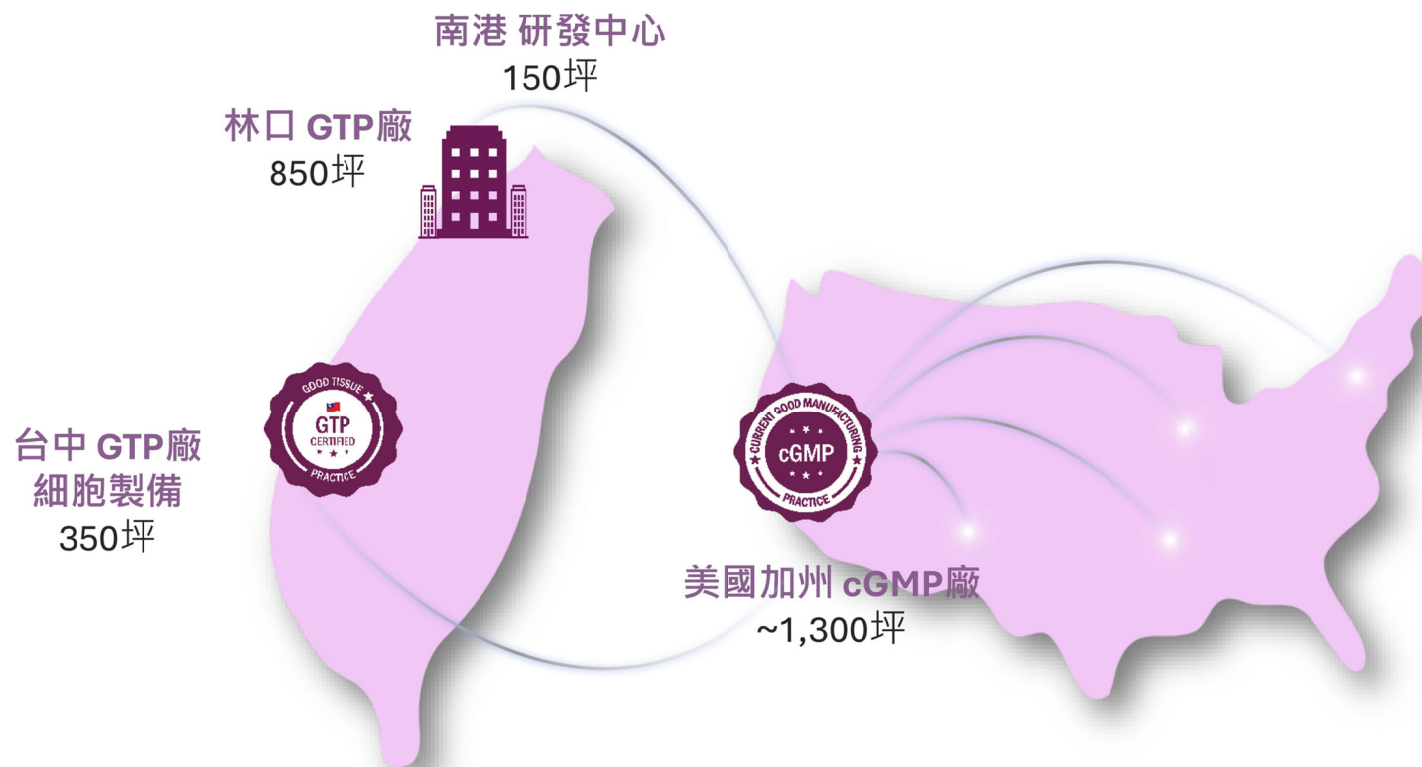 南港 研發中心
150坪
林口 GTP廠
850坪
GOOD TISSUE
GTP
CERTIFIED
PRACTICE
台中 GTP廠
細胞製備
350坪
CURRENT GOOD MANUFACTURING
cGMP
PRACTICE
美國加州 cGMP廠
~1,300坪